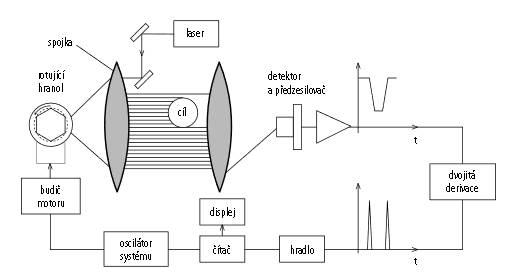 laser
spojka
rotující
hranol
cíl
detektor
a předzesilovač
t
budič
motoru
dvojitá
derivace
displej
oscilátor
systému
čítač
hradlo
t